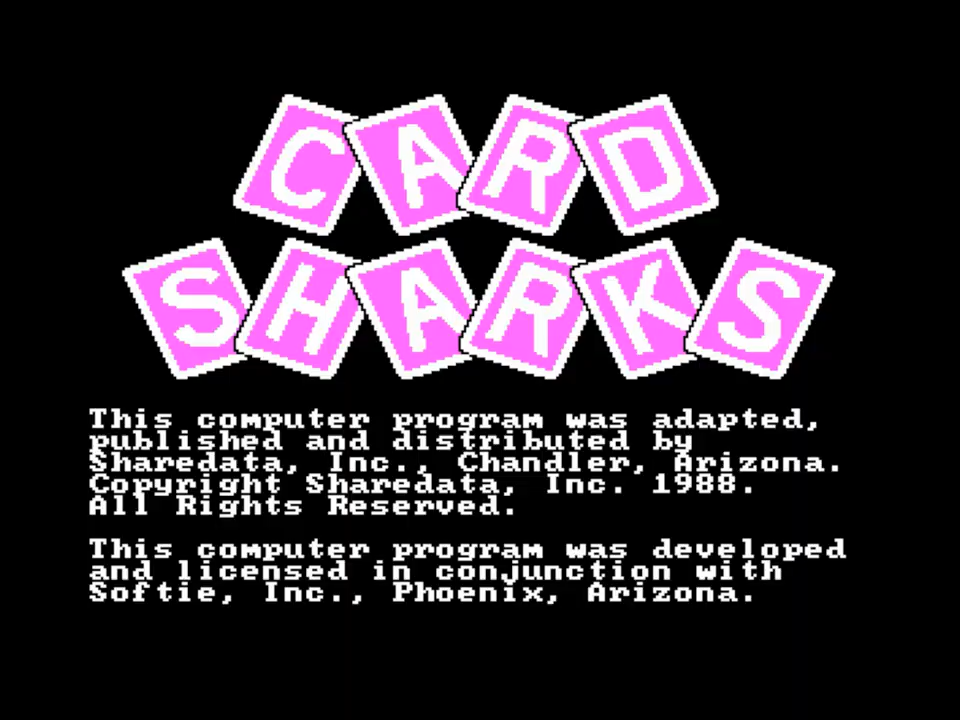 CARD
SHARKS
This computer program was adapted,
published and distributed by
Sharedata, Inc., Chandler, Arizona.
Copyright Sharedata, Inc. 1988.
All Rights Reserved.
This computer program was developed
and licensed in conjunction with
Softie, Inc., Phoenix, Arizona.